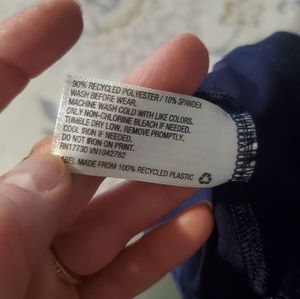 90% RECYCLED POLYESTER / 10% SPANDEX
WASH BEFORE WEAR.
MACHINE WASH COLD WITH LIKE COLORS.
ONLY NON-CHLORINE BLEACH IF NEEDED.
TUMBLE DRY LOW. REMOVE PROMPTLY.
COOL IRON IF NEEDED.
DO NOT IRON ON PRINT.
RN17730 VN1042782
LABEL MADE FROM 100% RECYCLED PLASTIC